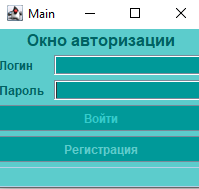 Main
Окно авторизации
Логин
Пароль
Войти
Регистрация